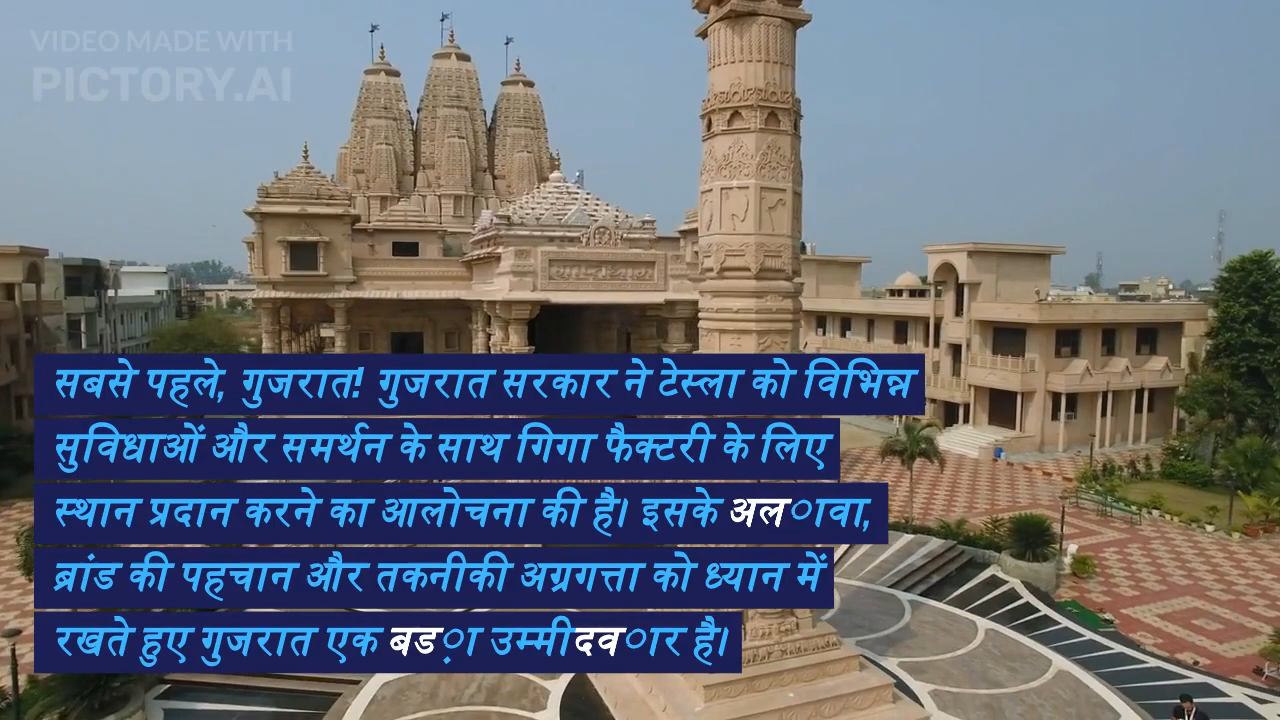 VIDEO MADE WITH
PICTORY.AI
सबसे पहले, गुजरात! गुजरात सरकार ने टेस्ला को विभिन्न
सुविधाओं और समर्थन के साथ गिगा फैक्टरी के लिए
स्थान प्रदान करने का आलोचना की है। इसके अलावा,
ब्रांड की पहचान और तकनीकी अग्रगत्ता को ध्यान में
रखते हुए गुजरात एक बड़ा उम्मीदवार है।